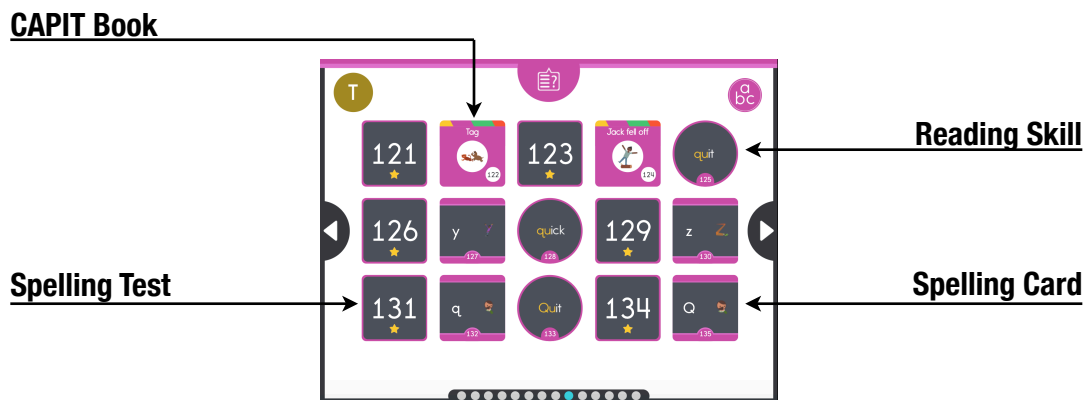 CAPIT Book
T
?
a
bc
Tag
Jack fell off
Reading Skill
121
122
123
124
quit
125
126
y
127
quick
128
129
z
130
Spelling Test
Spelling Card
131
q
132
Quit
133
134
Q
135